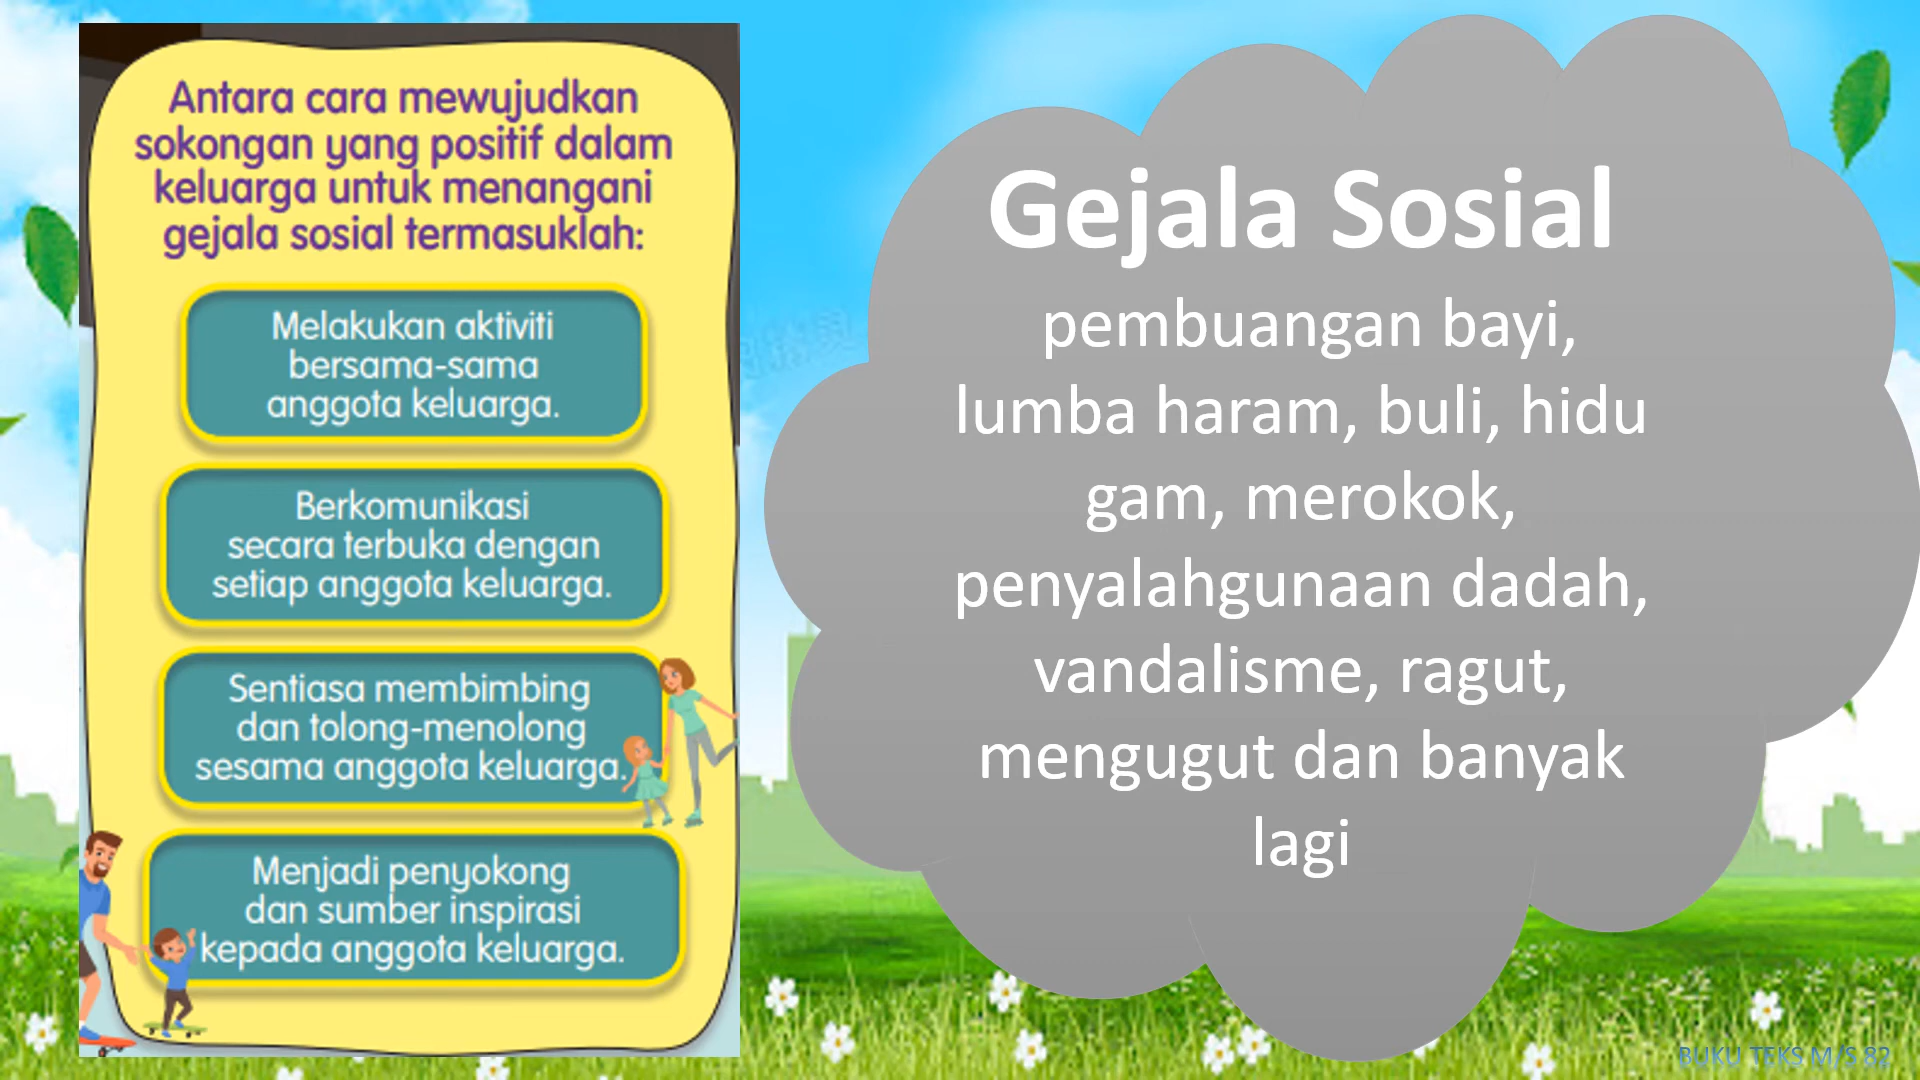 Antara cara mewujudkan
sokongan yang positif dalam
keluarga untuk menangani
gejala sosial termasuklah:
Melakukan aktiviti
bersama-sama
anggota keluarga.
Berkomunikasi
secara terbuka dengan
setiap anggota keluarga.
Sentiasa membimbing
dan tolong-menolong
sesama anggota keluarga.
Menjadi penyokong
dan sumber inspirasi
kepada anggota keluarga.
Gejala Sosial
pembuangan bayi,
lumba haram, buli, hidu
gam, merokok,
penyalahgunaan dadah,
vandalisme, ragut,
mengugut dan banyak
lagi
BUKU TEKS M/S 82